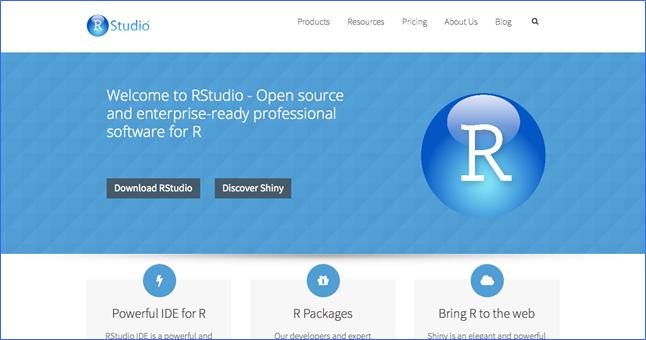 R Studio
Products Resources Pricing About Us Blog
Welcome to RStudio - Open source
and enterprise-ready professional
software for R
Download RStudio Discover Shiny
R
Powerful IDE for R
R Packages
Bring R to the web
RStudio IDE is a powerful and
Our developers and expert
Shiny is an elegant and powerful